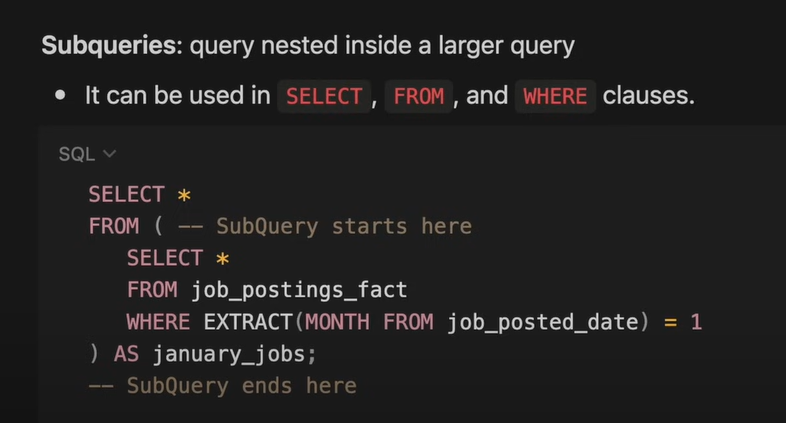 Subqueries: query nested inside a larger query
• It can be used in SELECT, FROM, and WHERE clauses.
SQL
SELECT *
FROM ( -- SubQuery starts here
SELECT *
FROM job_postings_fact
WHERE EXTRACT(MONTH FROM job_posted_date) = 1
) AS january_jobs;
-- SubQuery ends here